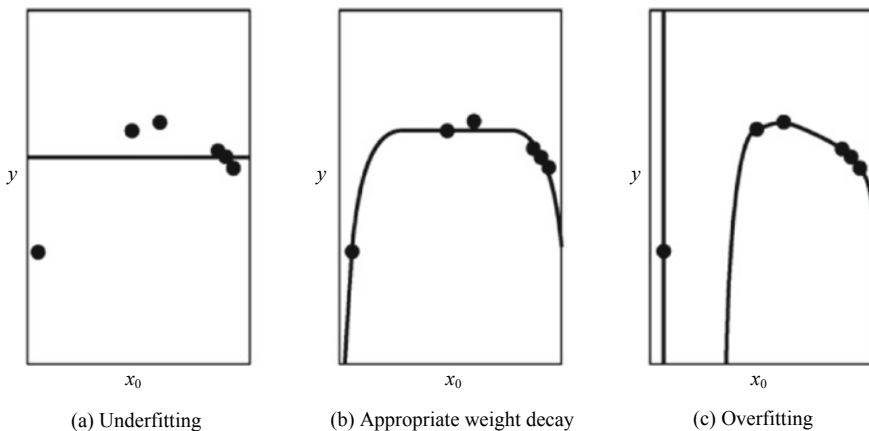 y
x₀
(a) Underfitting
y
x₀
(b) Appropriate weight decay
y
x₀
(c) Overfitting